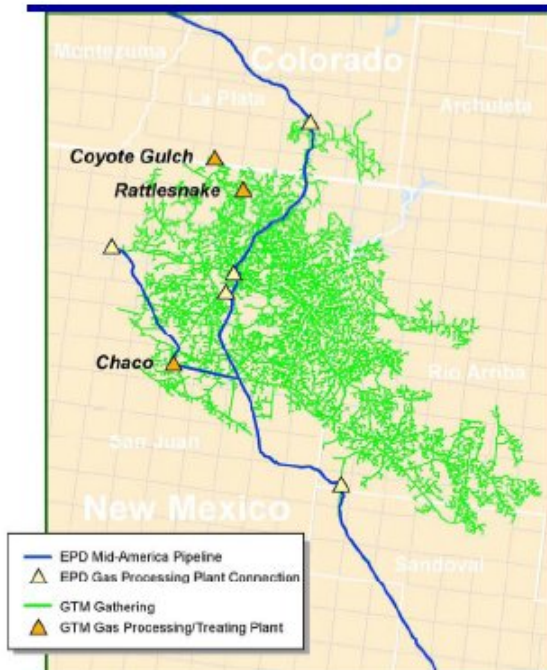 Montezuma
Colorado
La Plata
Archuleta
Coyote Gulch
Rattlesnake
Chaco
Rio Arriba
San Juan
New Mexico
Sandoval
EPD Mid-America Pipeline
EPD Gas Processing Plant Connection
GTM Gathering
GTM Gas Processing/Treating Plant